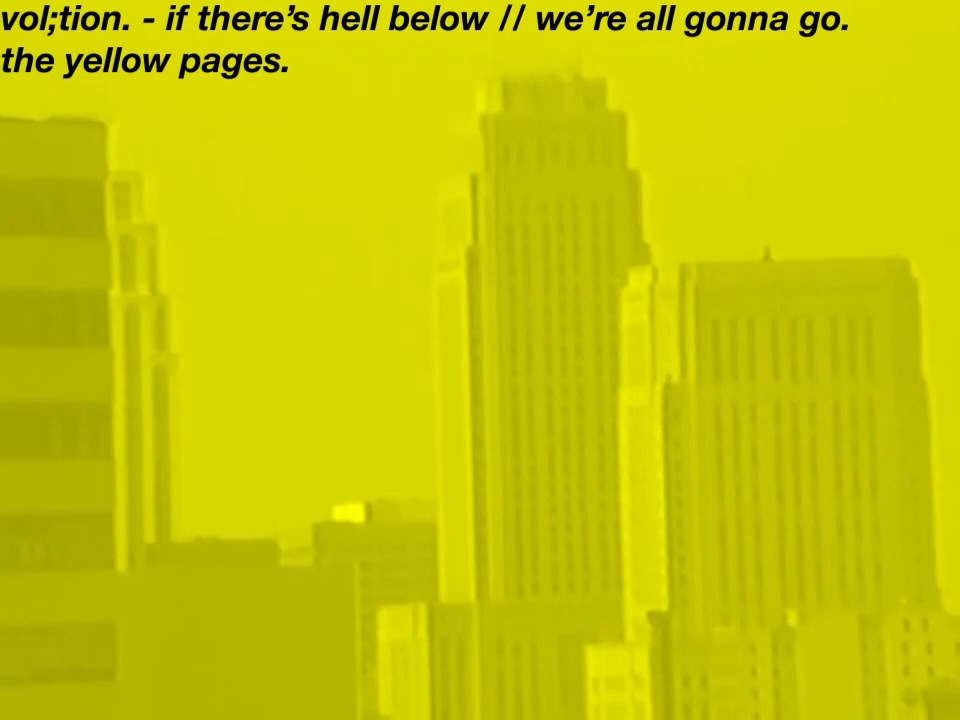 vol;tion. - if there’s hell below // we’re all gonna go.
the yellow pages.